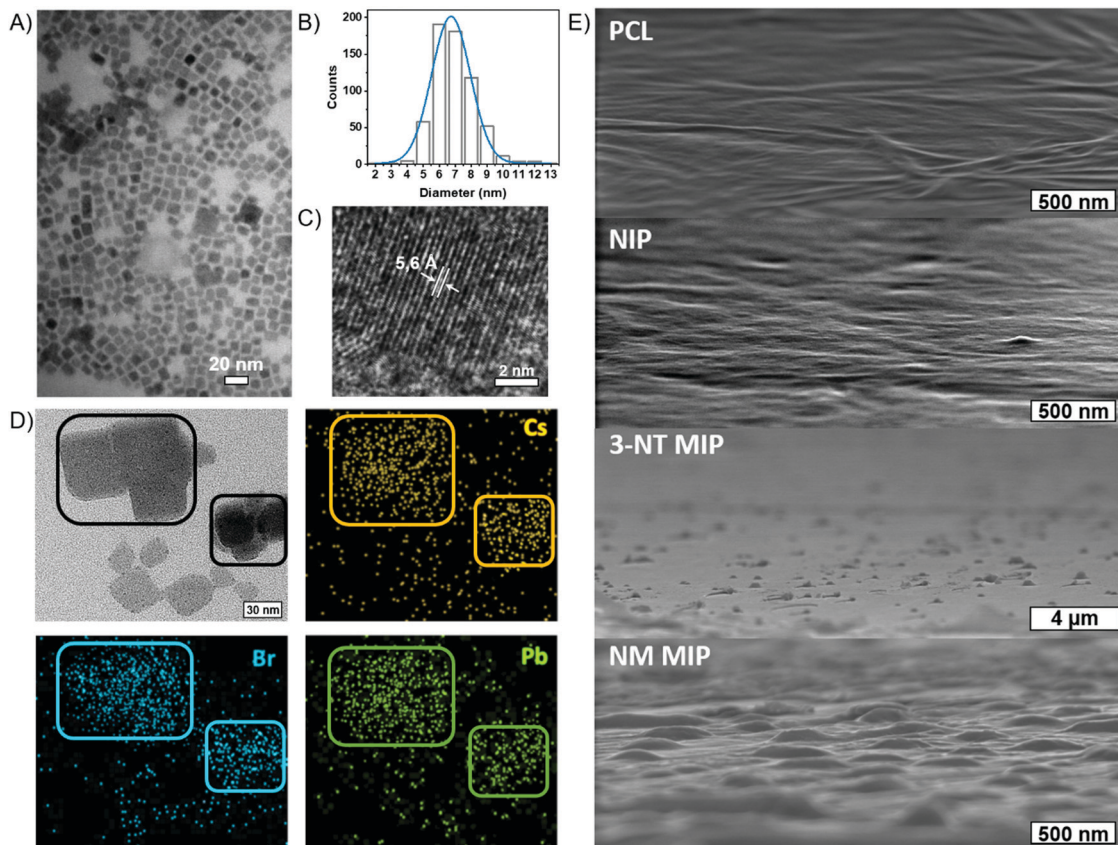 A)
20 nm
B)
200
150
100
50
0
Counts
2 3 4 5 6 7 8 9 10 11 12 13
Diameter (nm)
C)
5,6 Å
2 nm
D)
30 nm
Cs
Br
Pb
E)
PCL
500 nm
NIP
500 nm
3-NT MIP
4 µm
NM MIP
500 nm